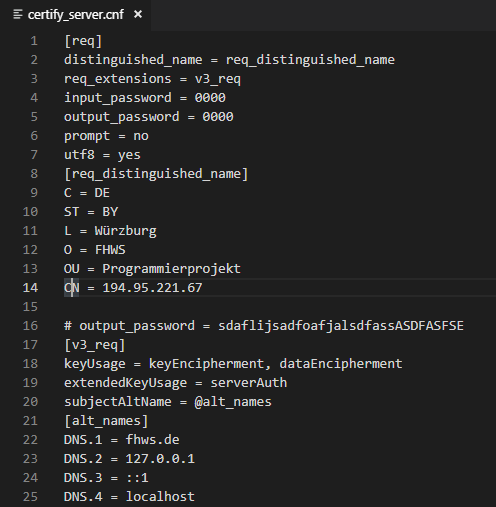 certify_server.cnf ×
1 [req]
2 distinguished_name = req_distinguished_name
3 req_extensions = v3_req
4 input_password = 0000
5 output_password = 0000
6 prompt = no
7 utf8 = yes
8 [req_distinguished_name]
9 C = DE
10 ST = BY
11 L = Würzburg
12 O = FHWS
13 OU = Programmierprojekt
14 CN = 194.95.221.67
15
16 # output_password = sdaflijsadfoafjalsdfassASDFASFSE
17 [v3_req]
18 keyUsage = keyEncipherment, dataEncipherment
19 extendedKeyUsage = serverAuth
20 subjectAltName = @alt_names
21 [alt_names]
22 DNS.1 = fhws.de
23 DNS.2 = 127.0.0.1
24 DNS.3 = ::1
25 DNS.4 = localhost